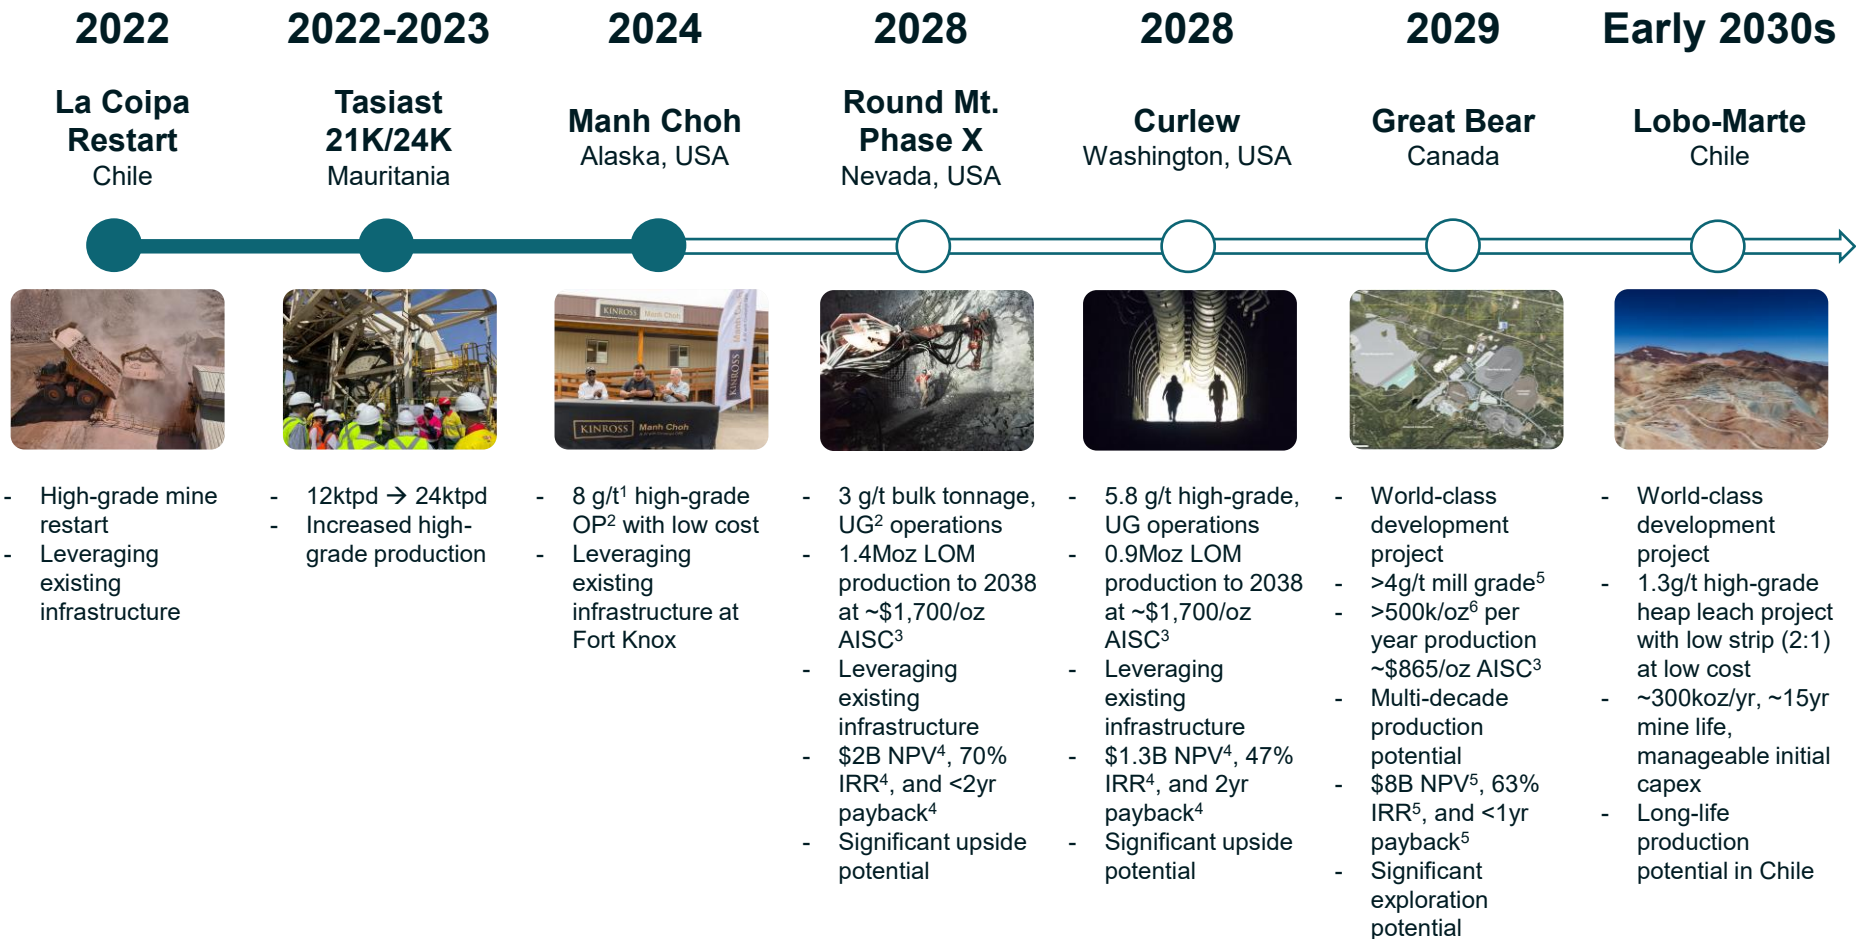 2022
La Coipa
Restart
Chile
2022-2023
Tasiast
21K/24K
Mauritania
2024
Manh Choh
Alaska, USA
2028
Round Mt.
Phase X
Nevada, USA
2028
Curlew
Washington, USA
2029
Great Bear
Canada
Early 2030s
Lobo-Marte
Chile
KINROSS Manh Choh
KINROSS Manh Choh
KINROSS Manh Choh
- High-grade mine
restart
- Leveraging
existing
infrastructure
- 12ktpd → 24ktpd
- Increased high-
grade production
- 8 g/t¹ high-grade
OP² with low cost
- Leveraging
existing
infrastructure at
Fort Knox
- 3 g/t bulk tonnage,
UG² operations
- 1.4Moz LOM
production to 2038
at ~$1,700/oz
AISC³
- Leveraging
existing
infrastructure
- $2B NPV⁴, 70%
IRR⁴, and <2yr
payback⁴
- Significant upside
potential
- 5.8 g/t high-grade,
UG operations
- 0.9Moz LOM
production to 2038
at ~$1,700/oz
AISC³
- Leveraging
existing
infrastructure
- $1.3B NPV⁴, 47%
IRR⁴, and 2yr
payback⁴
- Significant upside
potential
- World-class
development
project
- >4g/t mill grade⁵
- >500k/oz⁶ per
year production
~$865/oz AISC³
- Multi-decade
production
potential
- $8B NPV⁵, 63%
IRR⁵, and <1yr
payback⁵
- Significant
exploration
potential
- World-class
development
project
- 1.3g/t high-grade
heap leach project
with low strip (2:1)
at low cost
- ~300koz/yr, ~15yr
mine life,
manageable initial
capex
- Long-life
production
potential in Chile